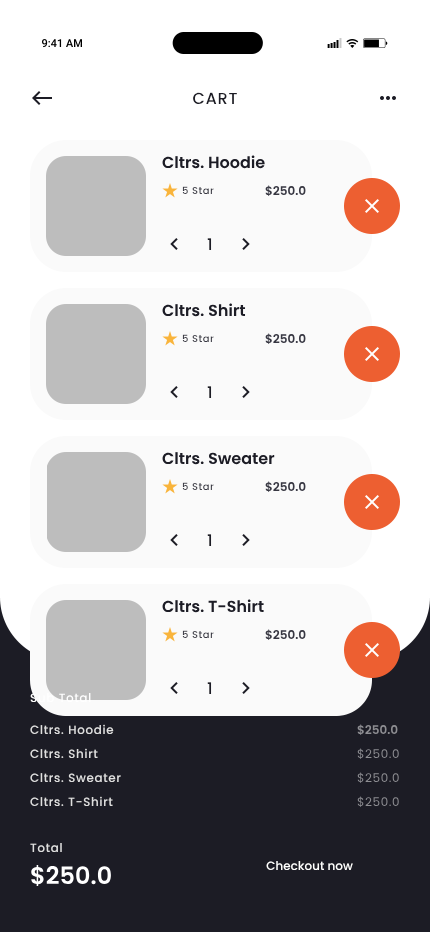 9:41 AM
CART
Cltrs. Hoodie
5 Star $250.0
1
Cltrs. Shirt
5 Star $250.0
1
Cltrs. Sweater
5 Star $250.0
1
Cltrs. T-Shirt
5 Star $250.0
1
Total
Cltrs. Hoodie $250.0
Cltrs. Shirt $250.0
Cltrs. Sweater $250.0
Cltrs. T-Shirt $250.0
Total
$250.0
Checkout now